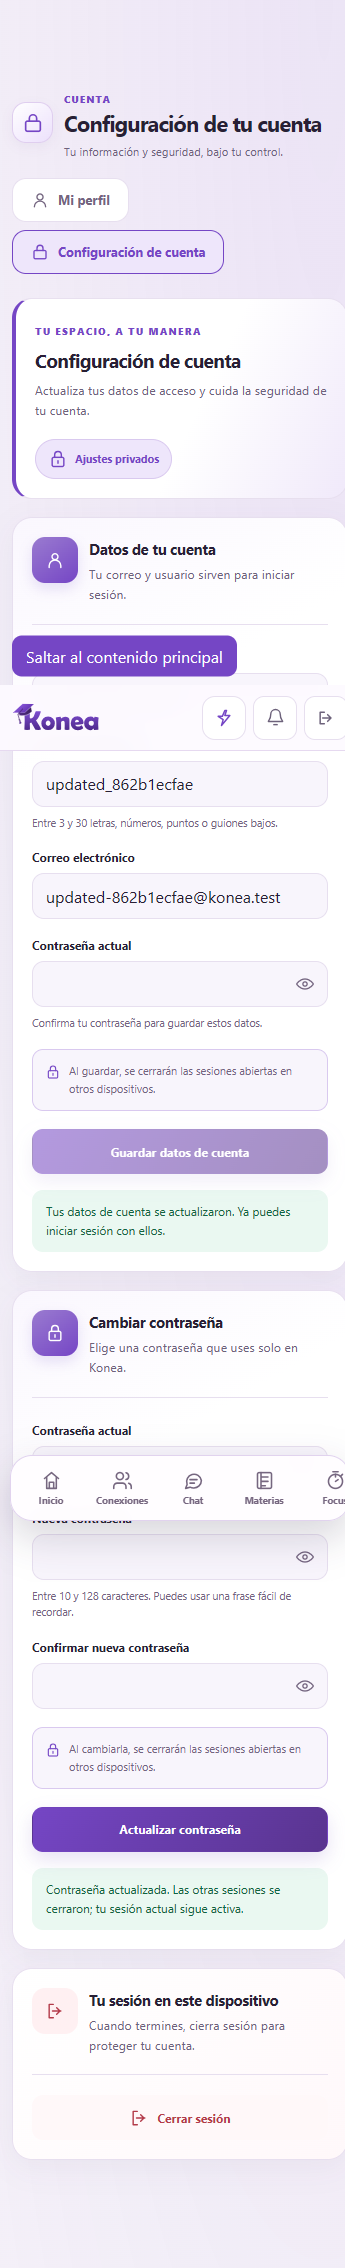 CUENTA
Configuración de tu cuenta
Tu información y seguridad, bajo tu control.
Mi perfil
Configuración de cuenta
TU ESPACIO, A TU MANERA
Configuración de cuenta
Actualiza tus datos de acceso y cuida la seguridad de
tu cuenta.
Ajustes privados
Datos de tu cuenta
Tu correo y usuario sirven para iniciar
sesión.
Saltar al contenido principal
Konea
updated_862b1ecfae
Entre 3 y 30 letras, números, puntos o guiones bajos.
Correo electrónico
updated-862b1ecfae@konea.test
Contraseña actual
Confirma tu contraseña para guardar estos datos.
Al guardar, se cerrarán las sesiones abiertas en
otros dispositivos.
Guardar datos de cuenta
Tus datos de cuenta se actualizaron. Ya puedes
iniciar sesión con ellos.
Cambiar contraseña
Elige una contraseña que uses solo en
Konea.
Contraseña actual
Inicio
Conexiones
Chat
Materias
Focus
Nueva contraseña
Entre 10 y 128 caracteres. Puedes usar una frase fácil de
recordar.
Confirmar nueva contraseña
Al cambiarla, se cerrarán las sesiones abiertas en
otros dispositivos.
Actualizar contraseña
Contraseña actualizada. Las otras sesiones se
cerraron; tu sesión actual sigue activa.
Tu sesión en este dispositivo
Cuando termines, cierra sesión para
proteger tu cuenta.
Cerrar sesión